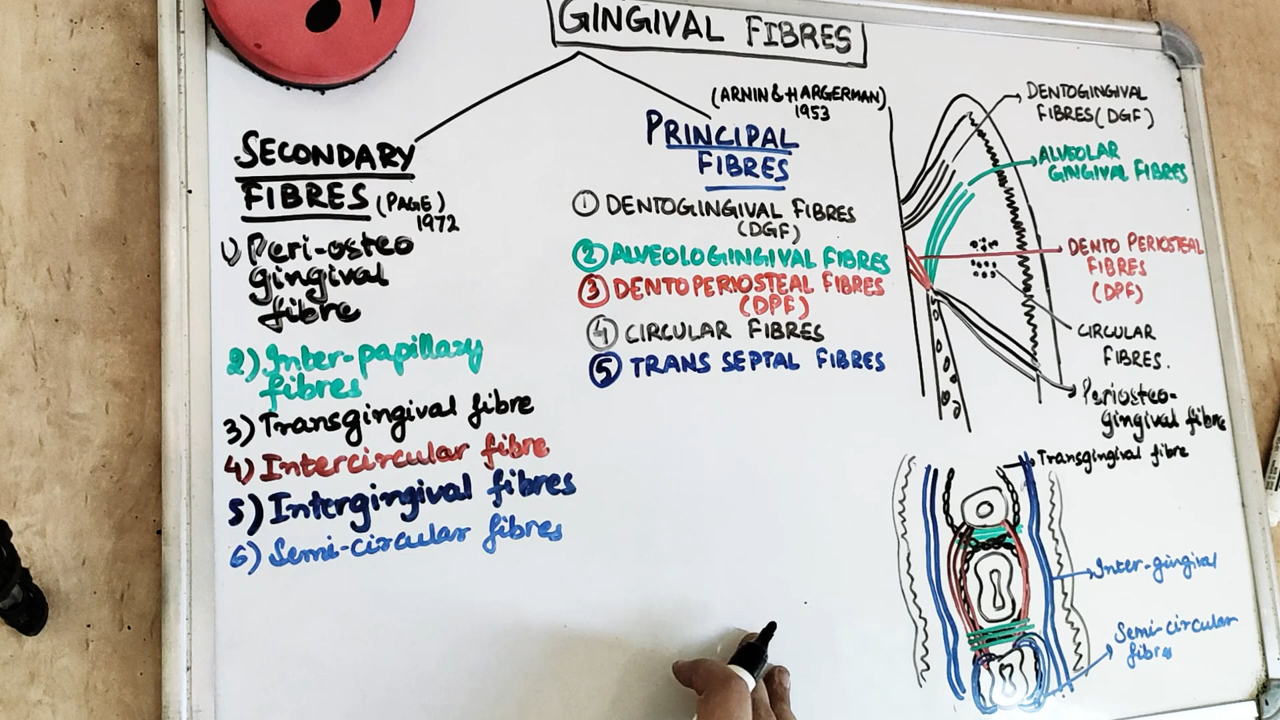 GINGIVAL FIBRES
SECONDARY
FIBRES (PAGE)
1972
1) Peri-osteo
gingival
fibre
2) Inter-papillary
fibres
3) Transgingival fibre
4) Intercircular fibre
5) Intergingival fibres
6) Semi-circular fibres
(ARNIN & HARGERMAN)
1953
PRINCIPAL
FIBRES
① DENTOGINGIVAL FIBRES
(DGF)
② ALVEOLOGINGIVAL FIBRES
③ DENTOPERIOSTEAL FIBRES
(DPF)
④ CIRCULAR FIBRES
⑤ TRANS SEPTAL FIBRES
DENTOGINGIVAL
FIBRES (DGF)
ALVEOLAR
GINGIVAL FIBRES
DENTO PERIOSTEAL
FIBRES
(DPF)
CIRCULAR
FIBRES.
Periosteo-
gingival fibre
Transgingival fibre
Inter-gingival
Semi-circular
fibres